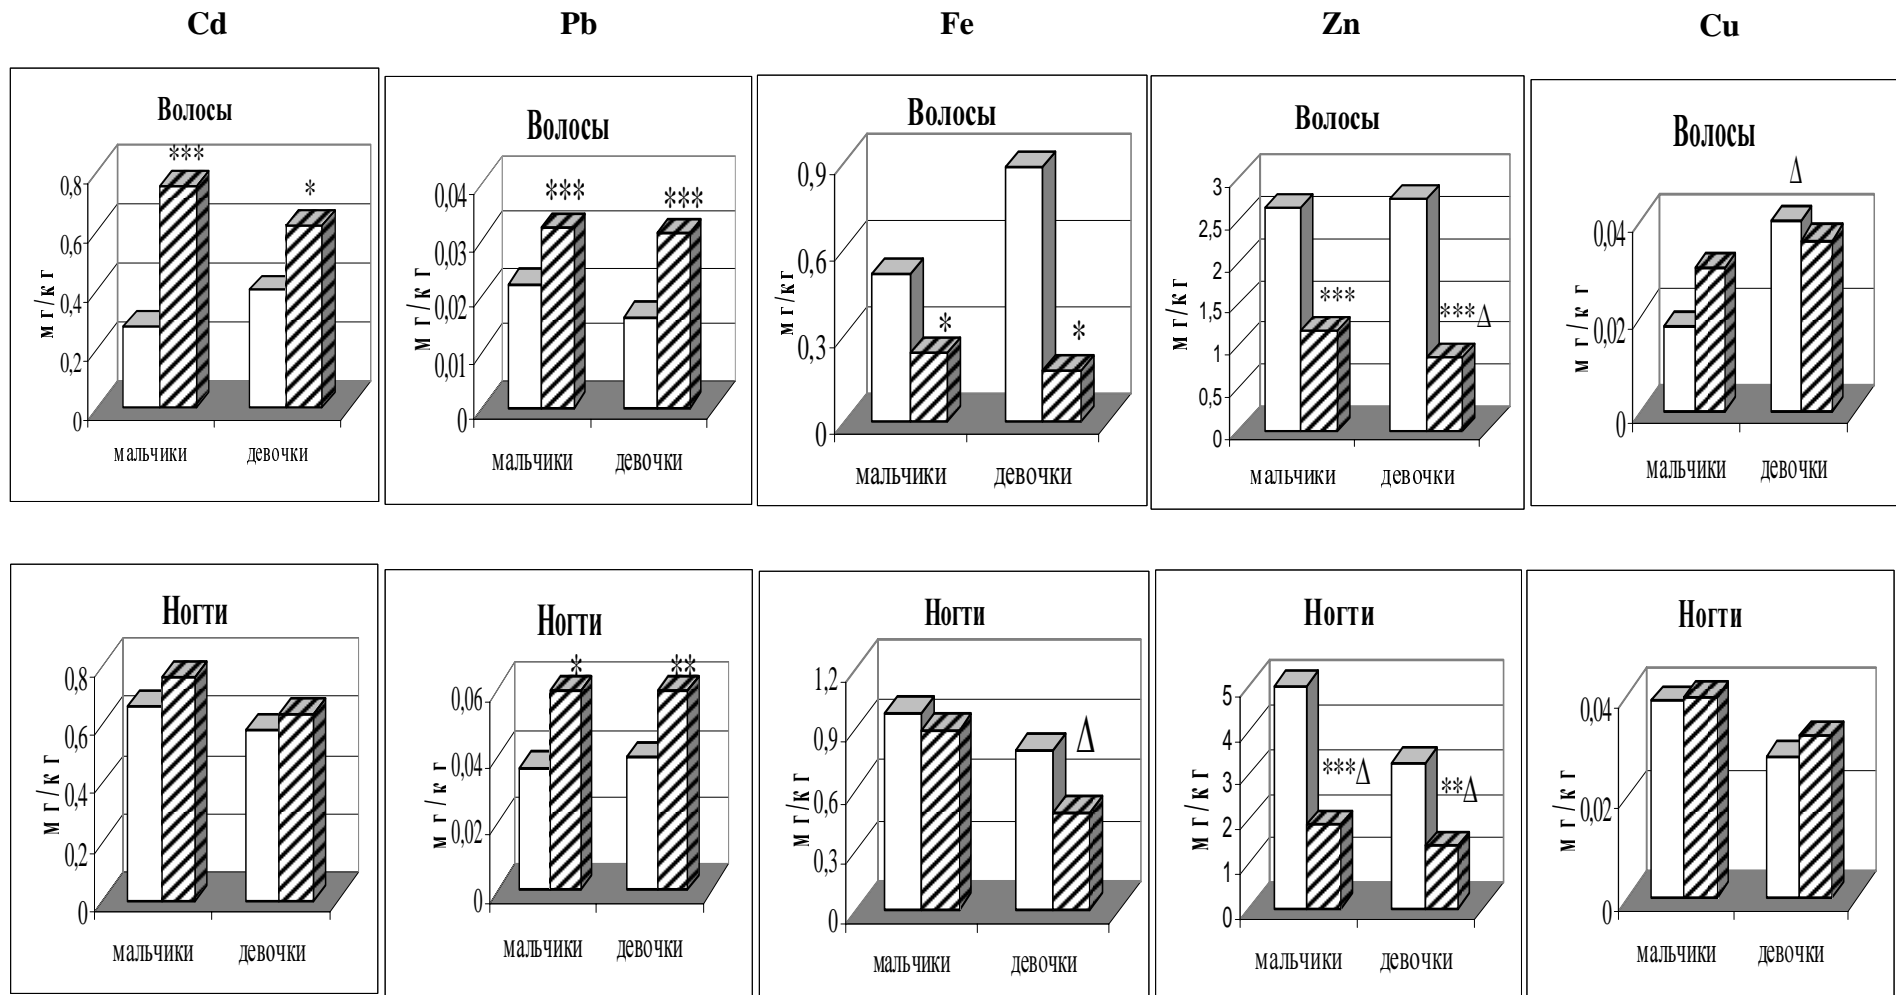 Cd Pb Fe Zn Cu
Волосы
мг/кг
0,8
0,6
0,4
0,2
0
***
*
мальчики девочки
Волосы
мг/кг
0,04
0,03
0,02
0,01
0
***
***
мальчики девочки
Волосы
мг/кг
0,9
0,6
0,3
0
*
*
мальчики девочки
Волосы
мг/кг
3
2,5
2
1,5
1
0,5
0
***
***Δ
мальчики девочки
Волосы
мг/кг
0,04
0,02
0
Δ
мальчики девочки
Ногти
мг/кг
0,8
0,6
0,4
0,2
0
мальчики девочки
Ногти
мг/кг
0,06
0,04
0,02
0
*
**
мальчики девочки
Ногти
мг/кг
1,2
0,9
0,6
0,3
0
Δ
мальчики девочки
Ногти
мг/кг
5
4
3
2
1
0
***Δ
**Δ
мальчики девочки
Ногти
мг/кг
0,04
0,02
0
мальчики девочки